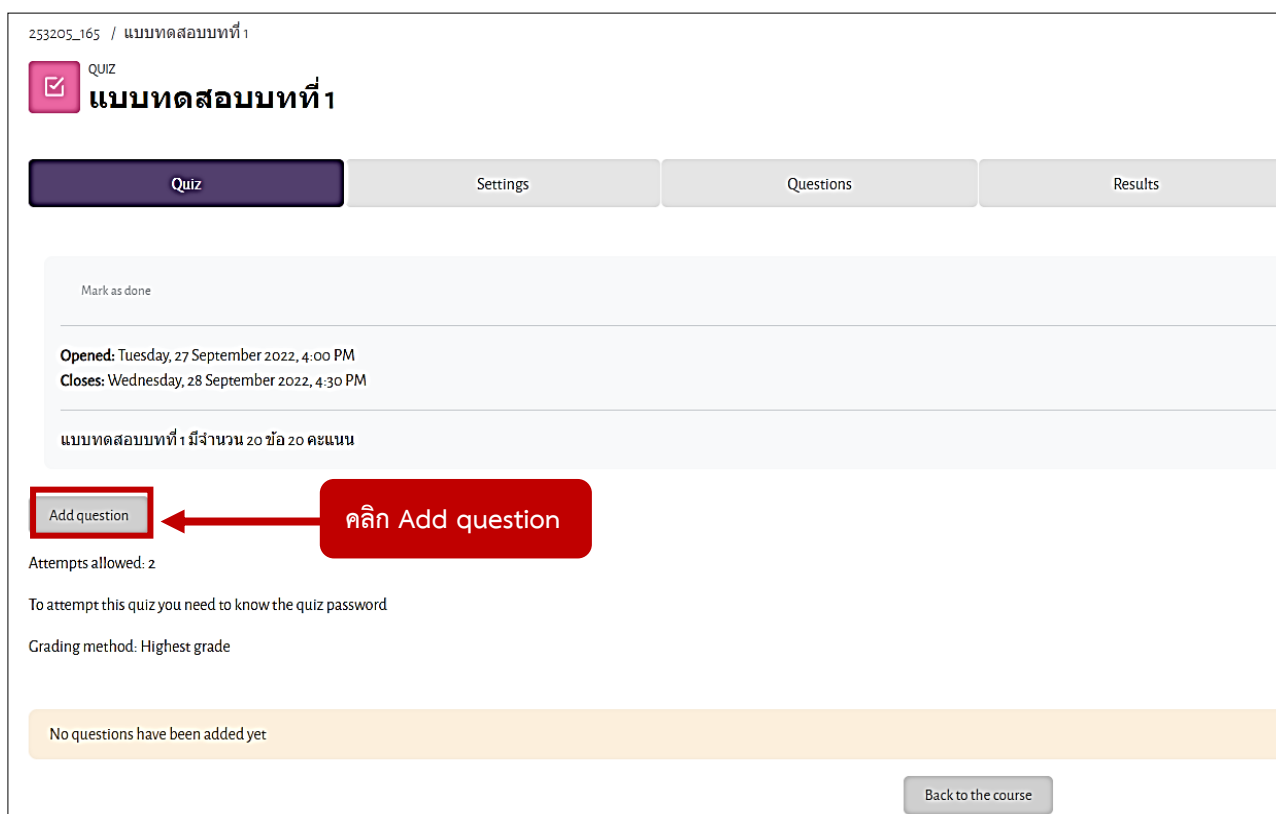 253205_165 / แบบทดสอบบทที่ 1
QUIZ
แบบทดสอบบทที่ 1
Quiz
Settings
Questions
Results
Mark as done
Opened: Tuesday, 27 September 2022, 4:00 PM
Closes: Wednesday, 28 September 2022, 4:30 PM
แบบทดสอบบทที่ 1 มีจำนวน 20 ข้อ 20 คะแนน
Add question
คลิก Add question
Attempts allowed: 2
To attempt this quiz you need to know the quiz password
Grading method: Highest grade
No questions have been added yet
Back to the course